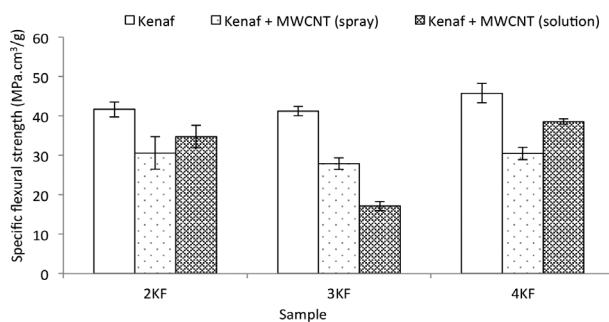 Kenaf Kenaf + MWCNT (spray) Kenaf + MWCNT (solution)
Specific flexural strength (MPa.cm³/g)
60
50
40
30
20
10
0
2KF 3KF 4KF
Sample